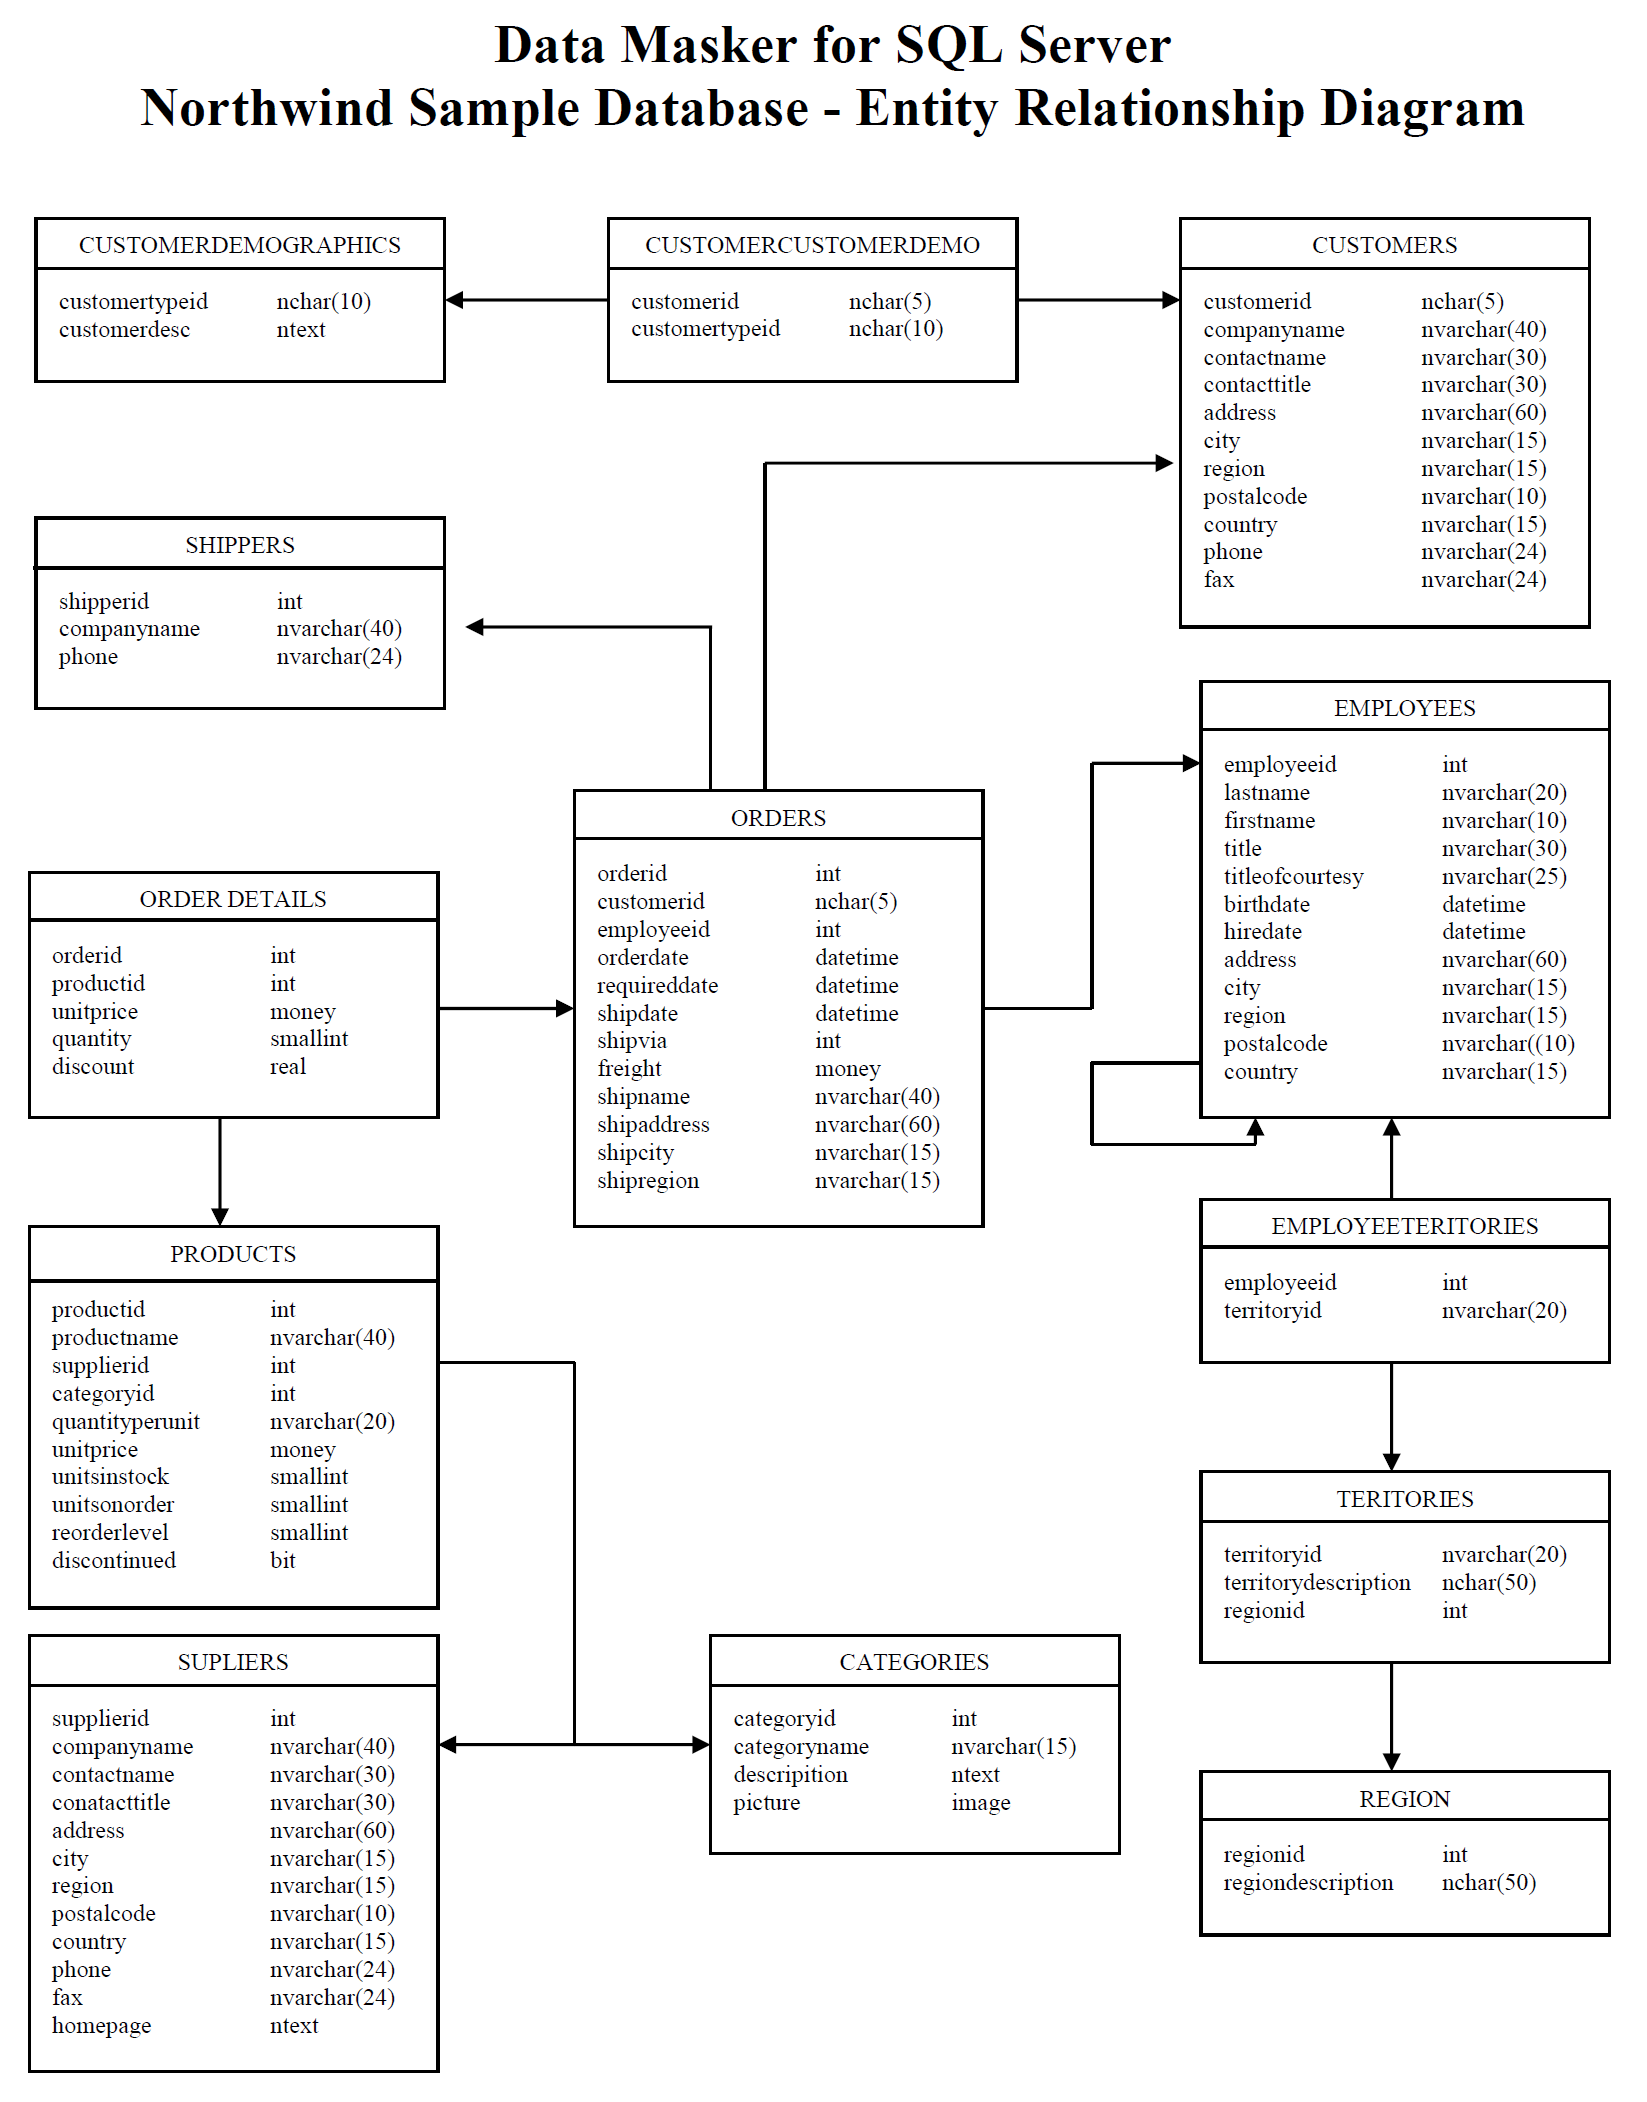 Data Masker for SQL Server
Northwind Sample Database - Entity Relationship Diagram
CUSTOMERDEMOGRAPHICS
customertypeid nchar(10)
customerdesc ntext
CUSTOMERCUSTOMERDEMO
customerid nchar(5)
customertypeid nchar(10)
CUSTOMERS
customerid nchar(5)
companyname nvarchar(40)
contactname nvarchar(30)
contacttitle nvarchar(30)
address nvarchar(60)
city nvarchar(15)
region nvarchar(15)
postalcode nvarchar(10)
country nvarchar(15)
phone nvarchar(24)
fax nvarchar(24)
SHIPPERS
shipperid int
companyname nvarchar(40)
phone nvarchar(24)
EMPLOYEES
employeeid int
lastname nvarchar(20)
firstname nvarchar(10)
title nvarchar(30)
titleofcourtesy nvarchar(25)
birthdate datetime
hiredate datetime
address nvarchar(60)
city nvarchar(15)
region nvarchar(15)
postalcode nvarchar((10)
country nvarchar(15)
ORDERS
orderid int
customerid nchar(5)
employeeid int
orderdate datetime
requireddate datetime
shipdate datetime
shipvia int
freight money
shipname nvarchar(40)
shipaddress nvarchar(60)
shipcity nvarchar(15)
shipregion nvarchar(15)
ORDER DETAILS
orderid int
productid int
unitprice money
quantity smallint
discount real
PRODUCTS
productid int
productname nvarchar(40)
supplierid int
categoryid int
quantityperunit nvarchar(20)
unitprice money
unitsinstock smallint
unitsonorder smallint
reorderlevel smallint
discontinued bit
EMPLOYEETERITORIES
employeeid int
territoryid nvarchar(20)
TERITORIES
territoryid nvarchar(20)
territorydescription nchar(50)
regionid int
SUPLIERS
supplierid int
companyname nvarchar(40)
contactname nvarchar(30)
conatacttitle nvarchar(30)
address nvarchar(60)
city nvarchar(15)
region nvarchar(15)
postalcode nvarchar(10)
country nvarchar(15)
phone nvarchar(24)
fax nvarchar(24)
homepage ntext
CATEGORIES
categoryid int
categoryname nvarchar(15)
descripition ntext
picture image
REGION
regionid int
regiondescription nchar(50)